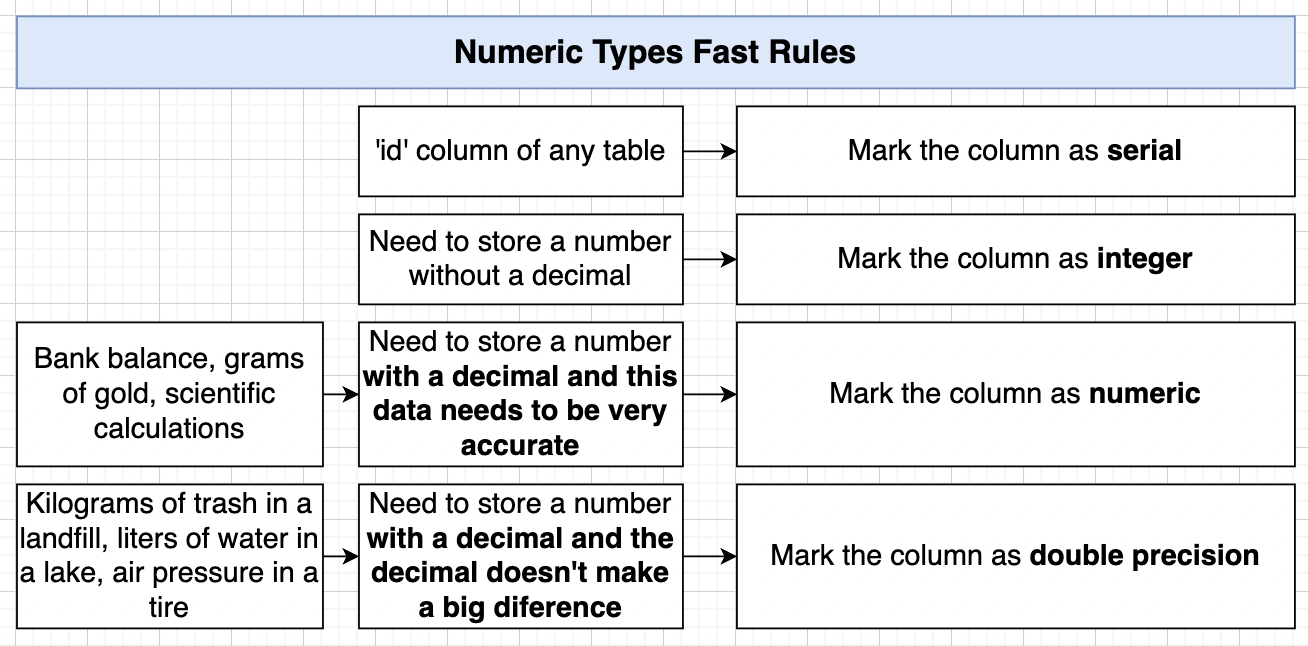 Numeric Types Fast Rules
'id' column of any table
Mark the column as serial
Need to store a number
without a decimal
Mark the column as integer
Bank balance, grams
of gold, scientific
calculations
Need to store a number
with a decimal and this
data needs to be very
accurate
Mark the column as numeric
Kilograms of trash in a
landfill, liters of water in
a lake, air pressure in a
tire
Need to store a number
with a decimal and the
decimal doesn't make
a big diference
Mark the column as double precision